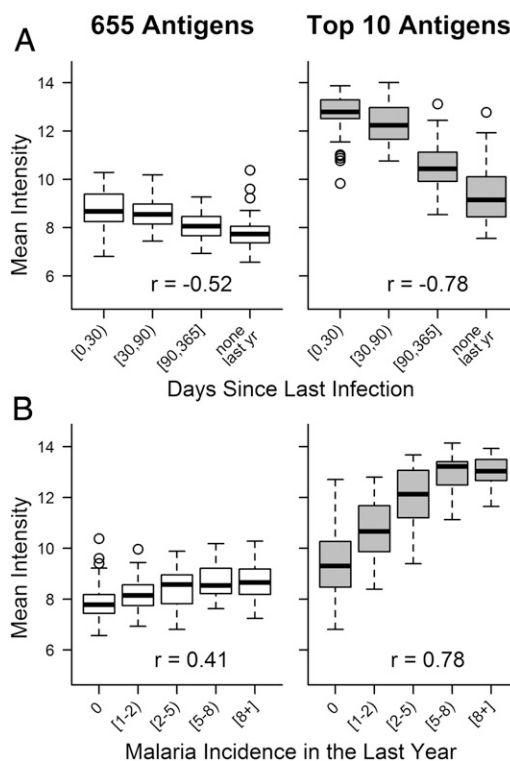 A
655 Antigens
Top 10 Antigens
Mean Intensity
14
12
10
8
6
r = -0.52
r = -0.78
[0,30)
[30,90)
[90,365]
none
last yr
[0,30)
[30,90)
[90,365]
none
last yr
Days Since Last Infection
B
Mean Intensity
14
12
10
8
6
r = 0.41
r = 0.78
0
[1-2)
[2-5)
[5-8)
[8+]
0
[1-2)
[2-5)
[5-8)
[8+]
Malaria Incidence in the Last Year